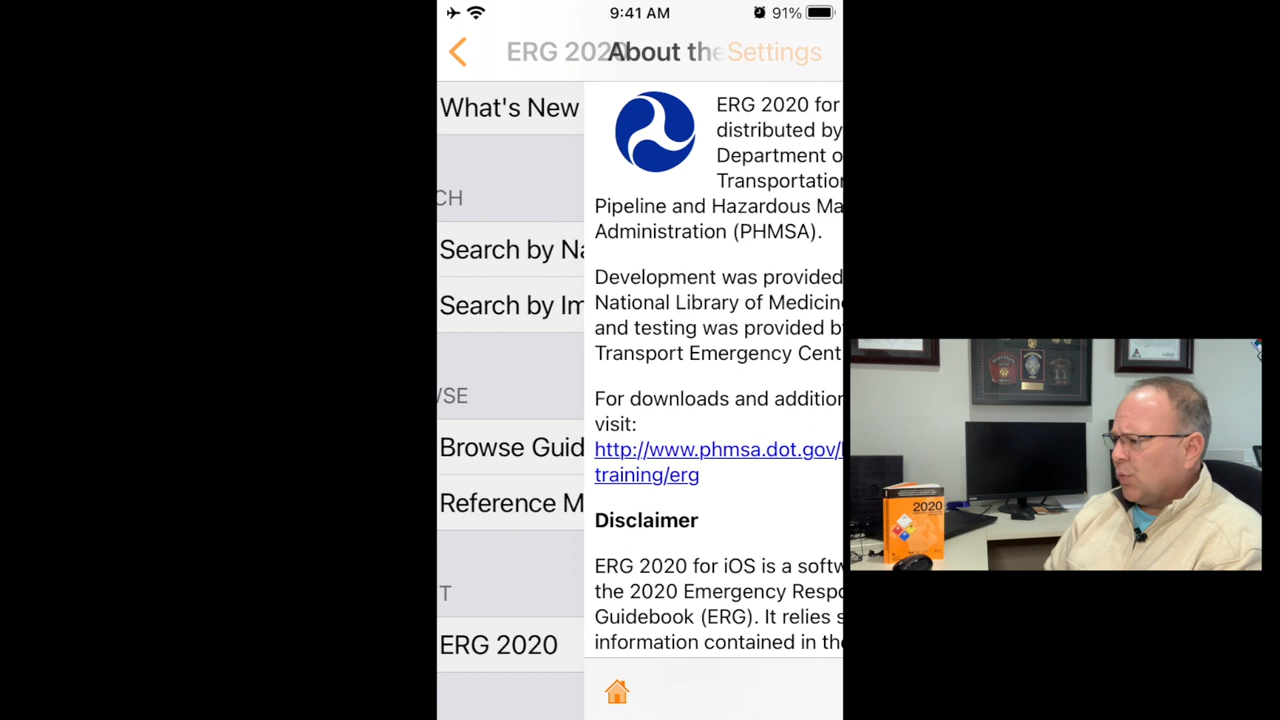 9:41 AM
91%
ERG 2020
About the
Settings
What's New
CH
Search by Na
Search by Im
SE
Browse Guid
Reference M
T
ERG 2020
ERG 2020 for
distributed by
Department o
Transportation
Pipeline and Hazardous Ma
Administration (PHMSA).
Development was provided
National Library of Medicine
and testing was provided b
Transport Emergency Cent
For downloads and addition
visit:
http://www.phmsa.dot.gov/
training/erg
Disclaimer
ERG 2020 for iOS is a softw
the 2020 Emergency Respo
Guidebook (ERG). It relies s
information contained in the
2020